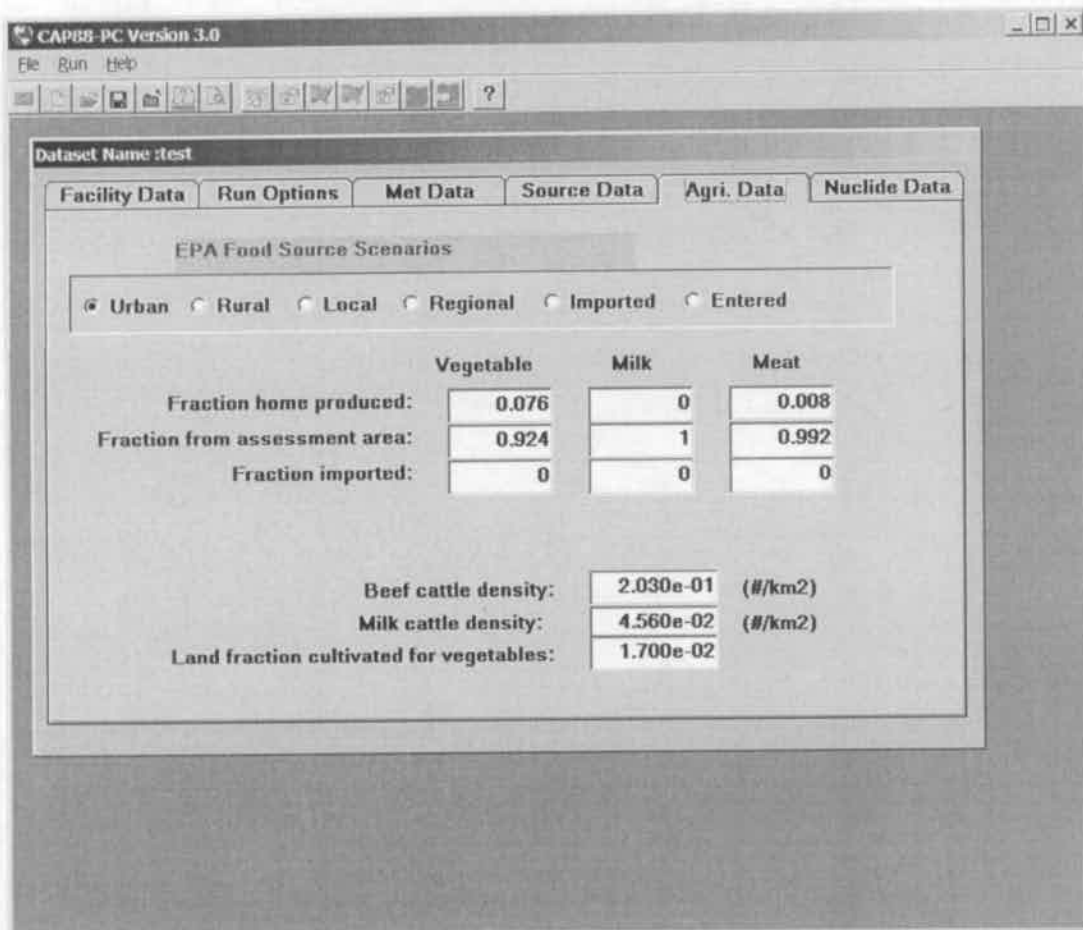 CAP88-PC Version 3.0
File Run Help
?
Dataset Name :test
Facility Data Run Options Met Data Source Data Agri. Data Nuclide Data
EPA Food Source Scenarios
Urban Rural Local Regional Imported Entered
Vegetable Milk Meat
Fraction home produced: 0.076 0 0.008
Fraction from assessment area: 0.924 1 0.992
Fraction imported: 0 0 0
Beef cattle density: 2.030e-01 (#/km2)
Milk cattle density: 4.560e-02 (#/km2)
Land fraction cultivated for vegetables: 1.700e-02